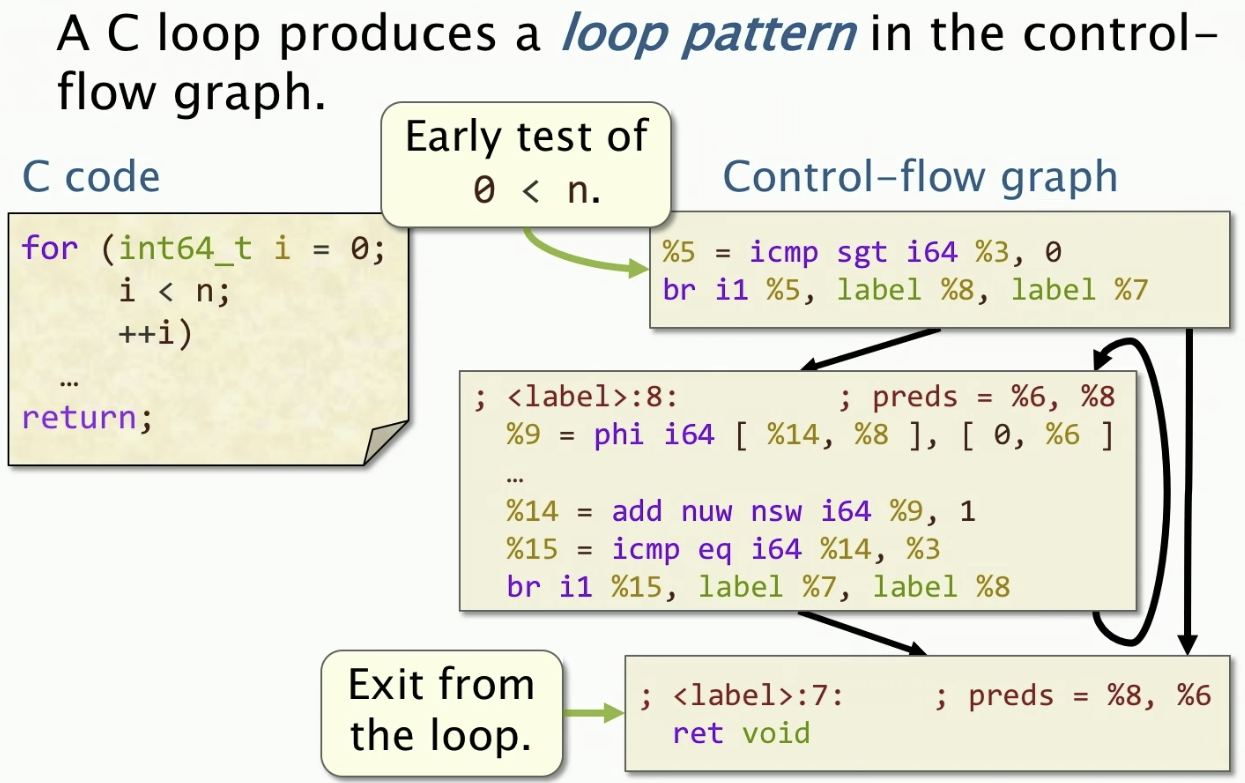 A C loop produces a loop pattern in the control-
flow graph.
Early test of
0 < n.
C code
for (int64_t i = 0;
i < n;
++i)
…
return;
Control-flow graph
%5 = icmp sgt i64 %3, 0
br i1 %5, label %8, label %7
; <label>:8: ; preds = %6, %8
%9 = phi i64 [ %14, %8 ], [ 0, %6 ]
…
%14 = add nuw nsw i64 %9, 1
%15 = icmp eq i64 %14, %3
br i1 %15, label %7, label %8
Exit from
the loop.
; <label>:7: ; preds = %8, %6
ret void